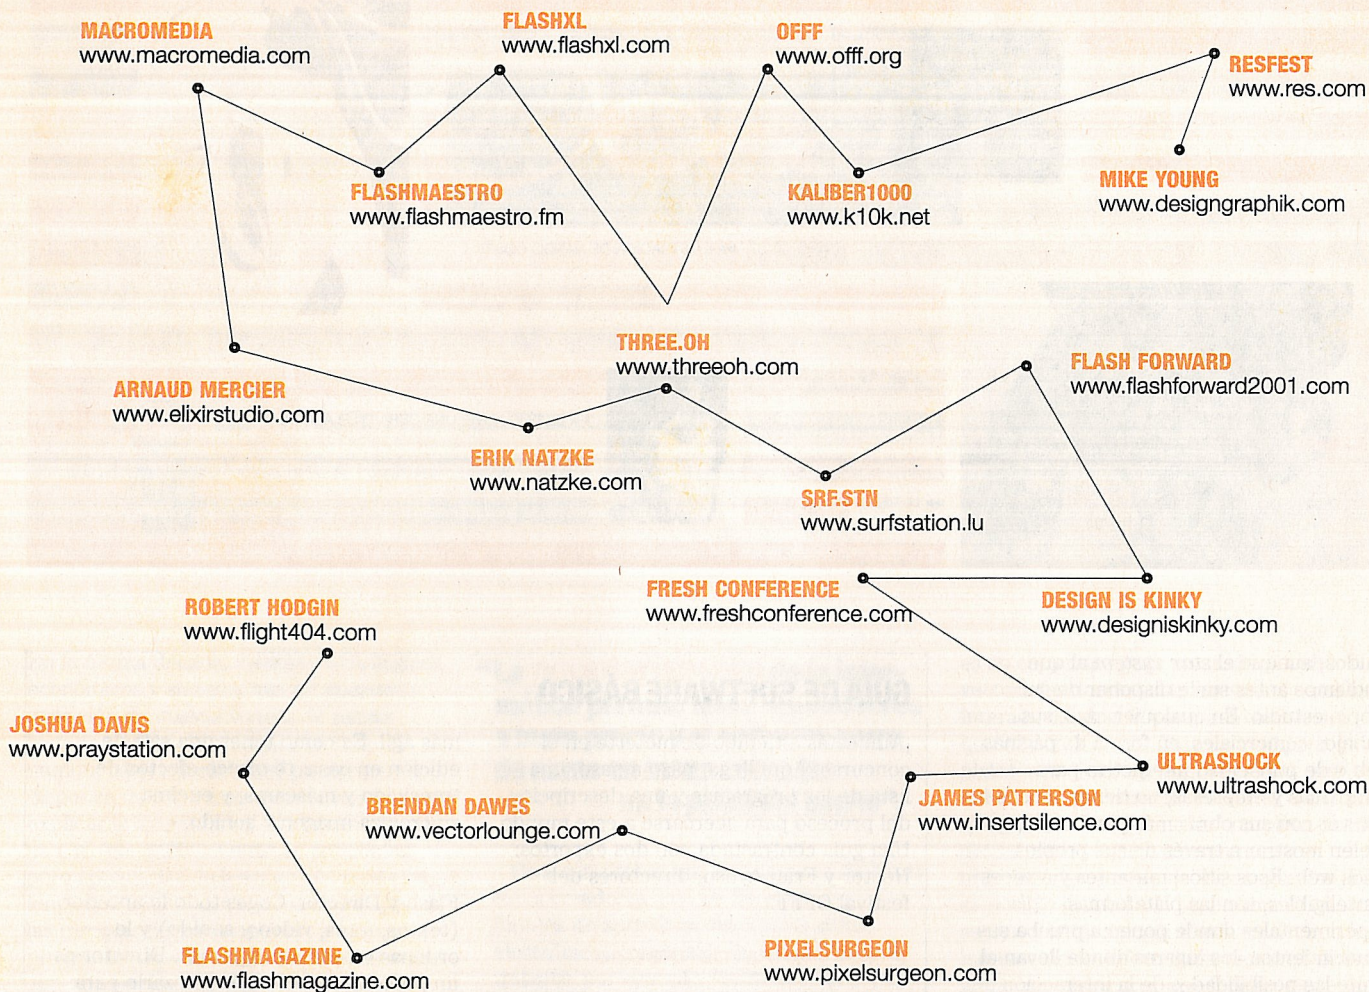 MACROMEDIA
www.macromedia.com
FLASHXL
www.flashxl.com
OFFF
www.offf.org
RESFEST
www.res.com
FLASHMAESTRO
www.flashmaestro.fm
KALIBER1000
www.k10k.net
MIKE YOUNG
www.designgraphik.com
THREE.OH
www.threeoh.com
FLASH FORWARD
www.flashforward2001.com
ARNAUD MERCIER
www.elixirstudio.com
ERIK NATZKE
www.natzke.com
SRF.STN
www.surfstation.lu
FRESH CONFERENCE
www.freshconference.com
DESIGN IS KINKY
www.designiskinky.com
ROBERT HODGIN
www.flight404.com
JOSHUA DAVIS
www.praystation.com
ULTRASHOCK
www.ultrashock.com
BRENDAN DAWES
www.vectorlounge.com
JAMES PATTERSON
www.insertsilence.com
FLASHMAGAZINE
www.flashmagazine.com
PIXELSURGEON
www.pixelsurgeon.com